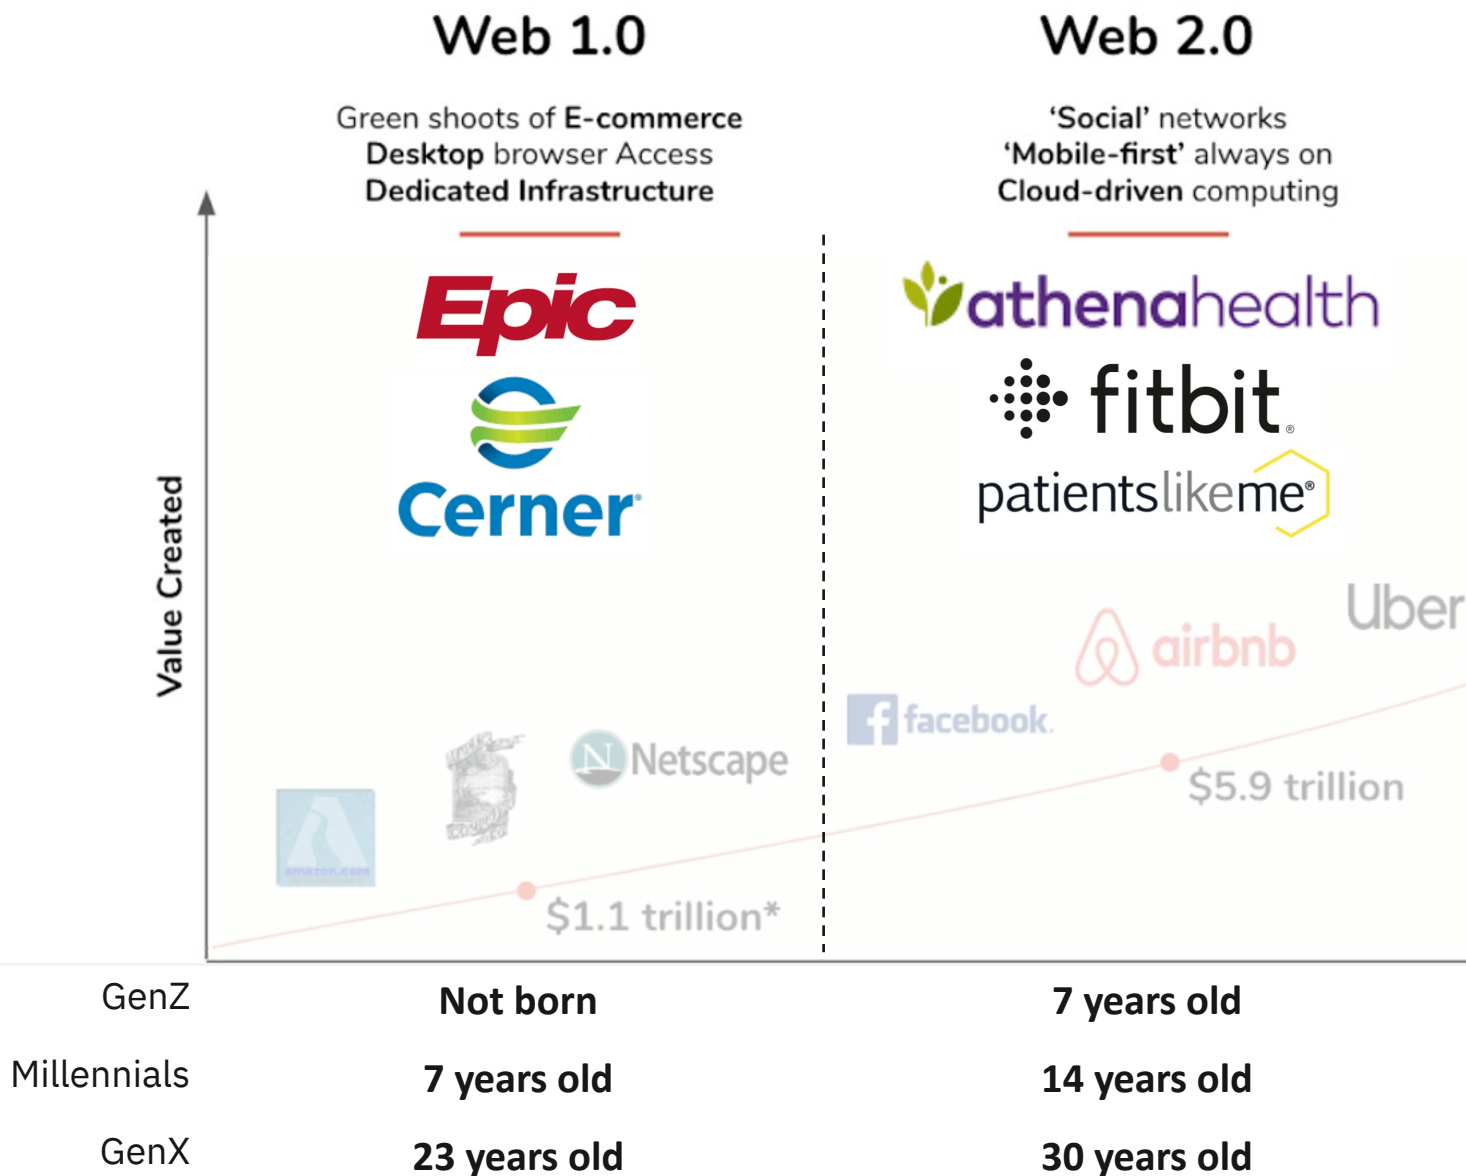 Web 1.0
Green shoots of E-commerce
Desktop browser Access
Dedicated Infrastructure
Web 2.0
‘Social’ networks
‘Mobile-first’ always on
Cloud-driven computing
Value Created
Epic
Cerner®
athenahealth
fitbit®
patientslikeme®
Uber
airbnb
facebook.
N Netscape
amazon.com
$1.1 trillion*
$5.9 trillion
GenZ Not born 7 years old
Millennials 7 years old 14 years old
GenX 23 years old 30 years old